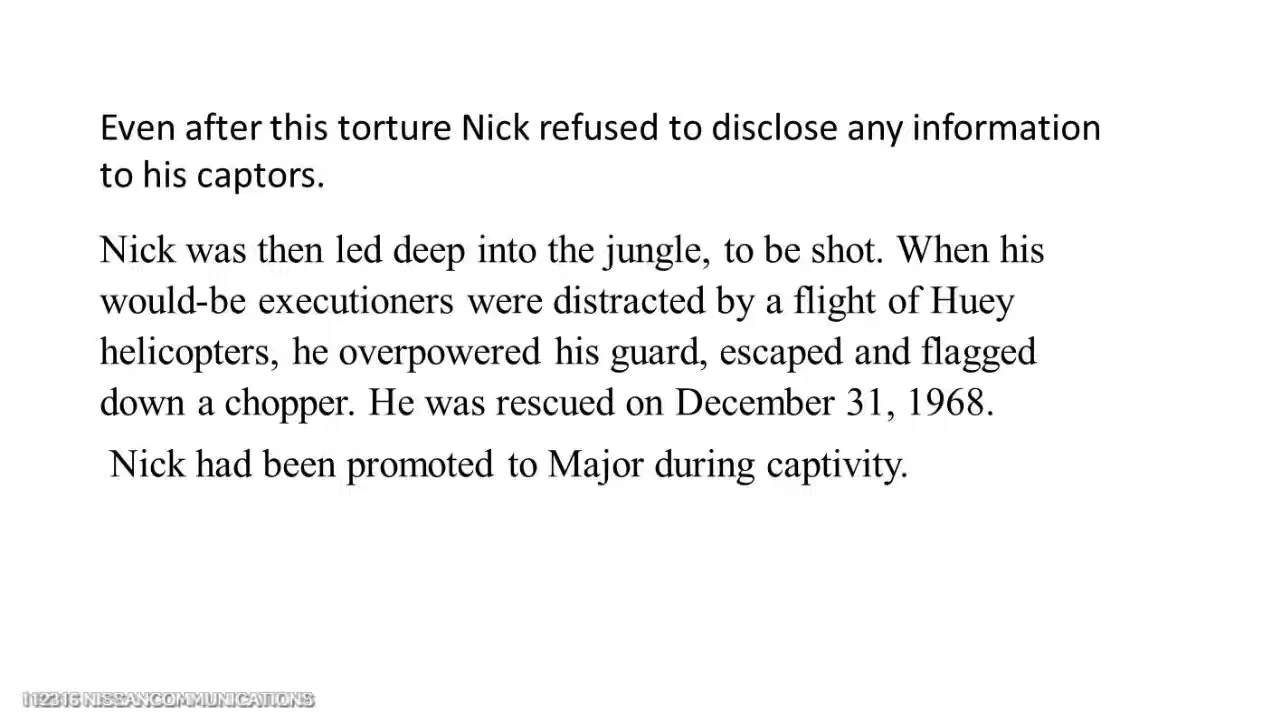 Even after this torture Nick refused to disclose any information
to his captors.
Nick was then led deep into the jungle, to be shot. When his
would-be executioners were distracted by a flight of Huey
helicopters, he overpowered his guard, escaped and flagged
down a chopper. He was rescued on December 31, 1968.
Nick had been promoted to Major during captivity.
112316 NISSANCOMMUNICATIONS